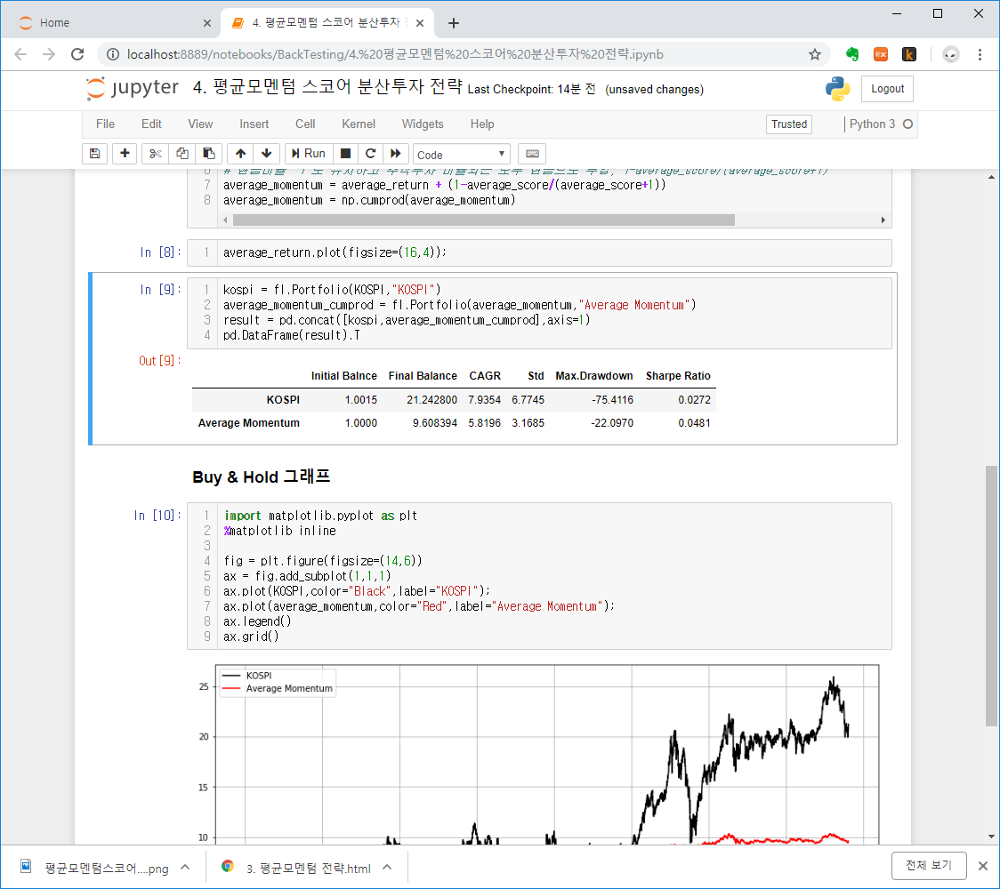 Home
4. 평균모멘텀 스코어 분산투자 전
localhost:8889/notebooks/BackTesting/4.%20평균모멘텀%20스코어%20분산투자%20전략.ipynb
jupyter 4. 평균모멘텀 스코어 분산투자 전략 Last Checkpoint: 14분 전 (unsaved changes)
Logout
File Edit View Insert Cell Kernel Widgets Help
Trusted
Python 3
Run
Code
7 average_momentum = average_return + (1-average_score/(average_score+1))
8 average_momentum = np.cumprod(average_momentum)
In [8]:
1 average_return.plot(figsize=(16,4));
In [9]:
1 kospi = fl.Portfolio(KOSPI,"KOSPI")
2 average_momentum_cumprod = fl.Portfolio(average_momentum,"Average Momentum")
3 result = pd.concat([kospi,average_momentum_cumprod],axis=1)
4 pd.DataFrame(result).T
Out[9]:
Initial Balnce Final Balance CAGR Std Max.Drawdown Sharpe Ratio
KOSPI 1.0015 21.242800 7.9354 6.7745 -75.4116 0.0272
Average Momentum 1.0000 9.608394 5.8196 3.1685 -22.0970 0.0481
Buy & Hold 그래프
In [10]:
1 import matplotlib.pyplot as plt
2 %matplotlib inline
3
4 fig = plt.figure(figsize=(14,6))
5 ax = fig.add_subplot(1,1,1)
6 ax.plot(KOSPI,color="Black",label="KOSPI");
7 ax.plot(average_momentum,color="Red",label="Average Momentum");
8 ax.legend()
9 ax.grid()
KOSPI
Average Momentum
25
20
15
10
평균모멘텀스코어....png
3. 평균모멘텀 전략.html
전체 보기